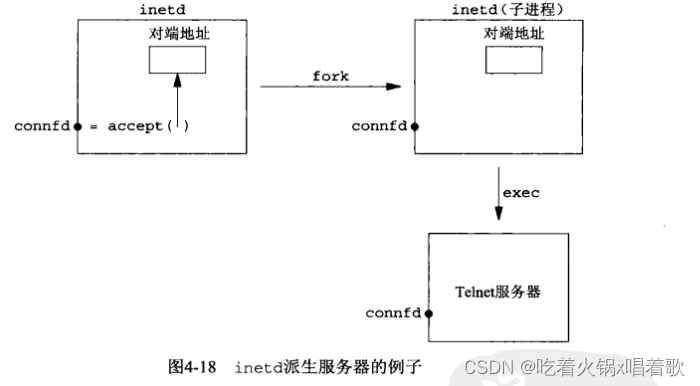 inetd
对端地址
connfd = accept( )
fork
inetd(子进程)
对端地址
connfd
exec
Telnet服务器
connfd
图4-18 inetd派生服务器的例子
CSDN @吃着火锅x唱着歌